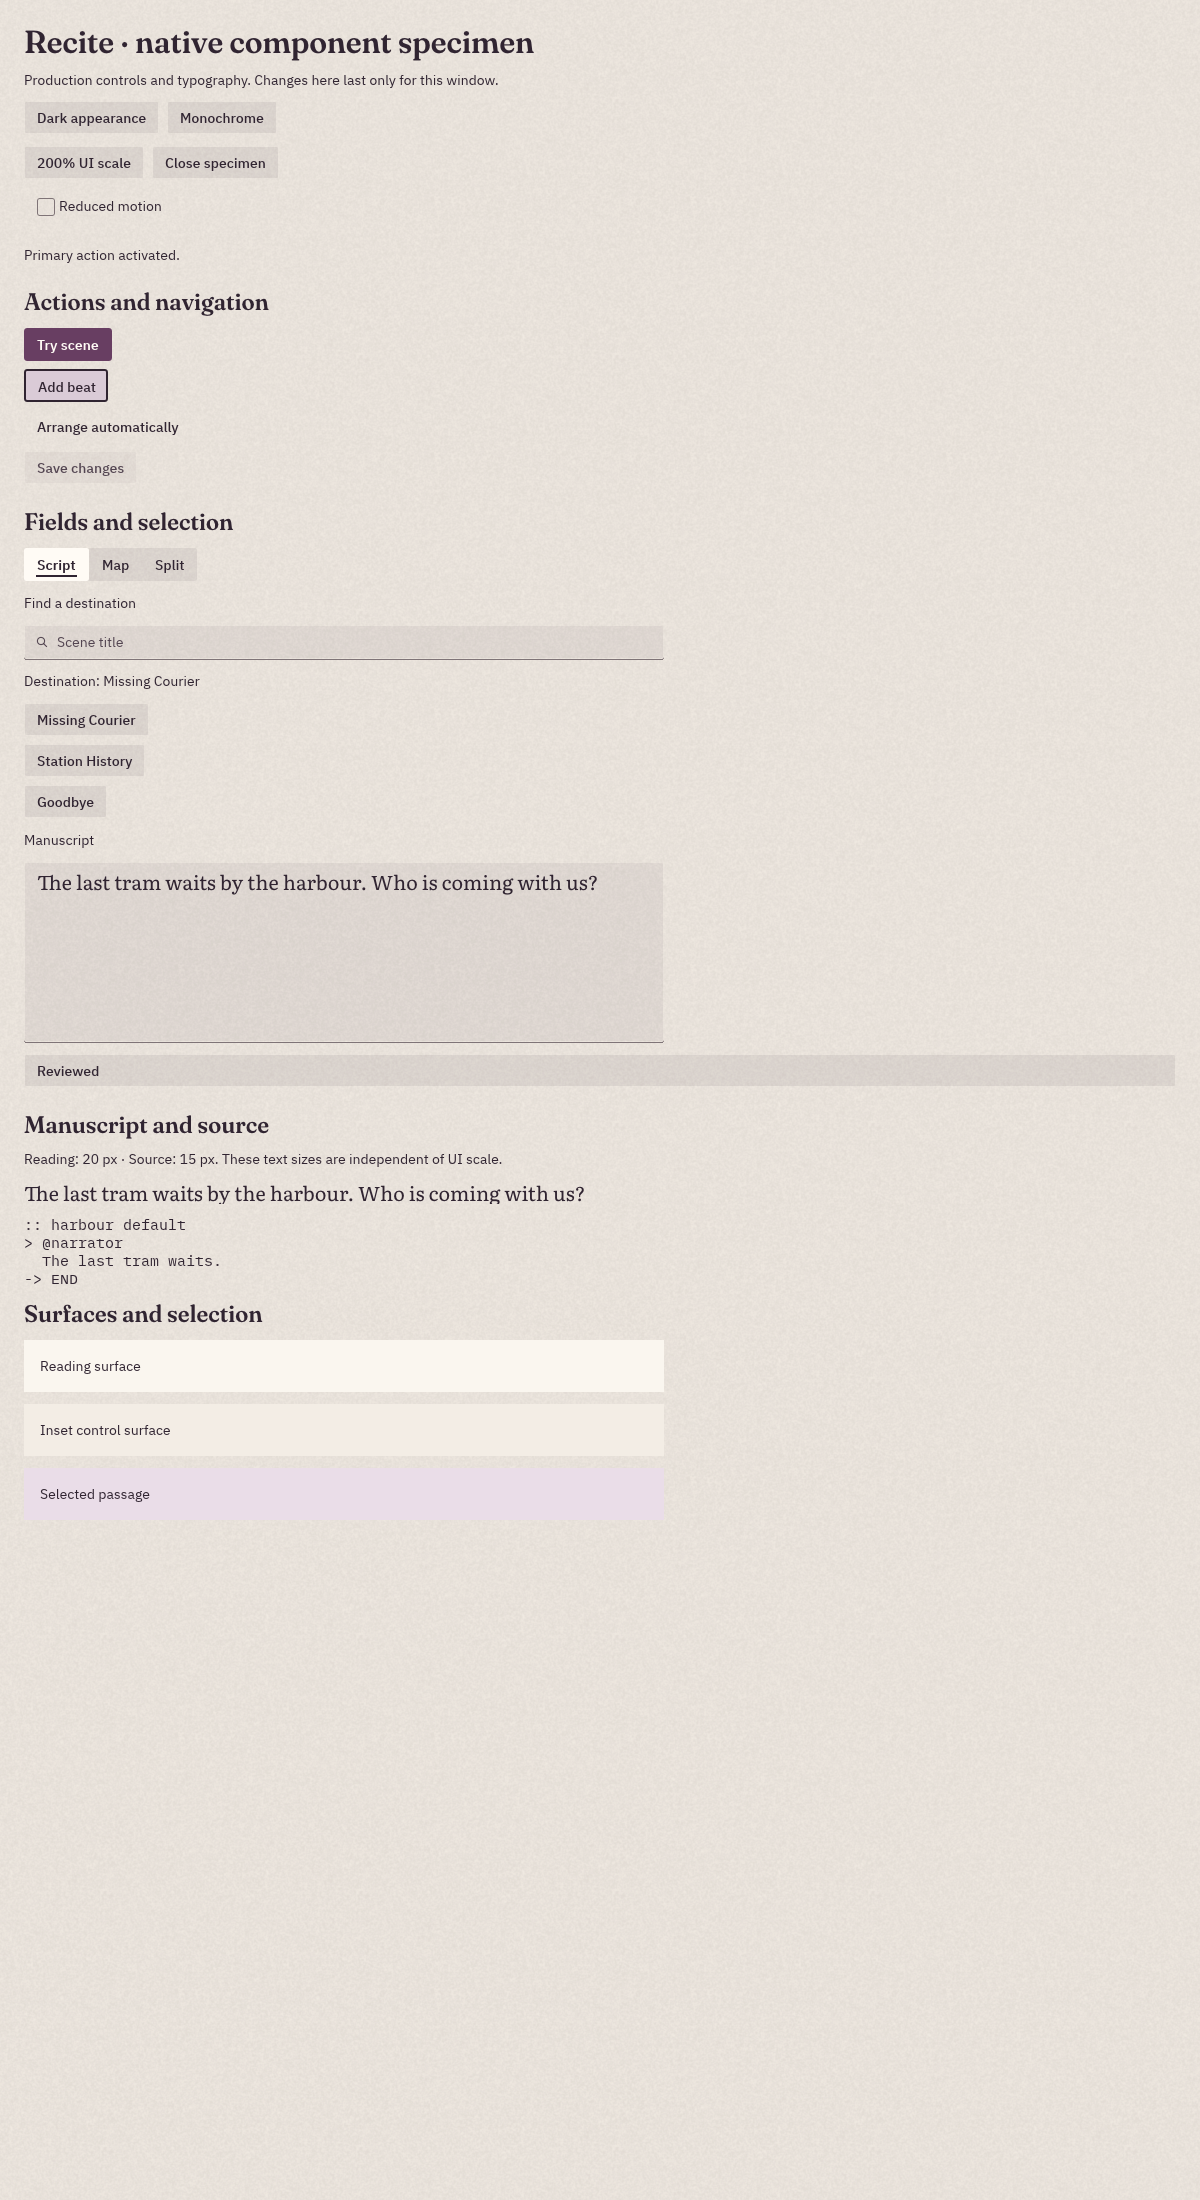 Recite · native component specimen
Production controls and typography. Changes here last only for this window.
Dark appearance Monochrome
200% UI scale Close specimen
Reduced motion
Primary action activated.
Actions and navigation
Try scene
Add beat
Arrange automatically
Save changes
Fields and selection
Script Map Split
Find a destination
Scene title
Destination: Missing Courier
Missing Courier
Station History
Goodbye
Manuscript
The last tram waits by the harbour. Who is coming with us?
Reviewed
Manuscript and source
Reading: 20 px · Source: 15 px. These text sizes are independent of UI scale.
The last tram waits by the harbour. Who is coming with us?
:: harbour default
> @narrator
  The last tram waits.
-> END
Surfaces and selection
Reading surface
Inset control surface
Selected passage